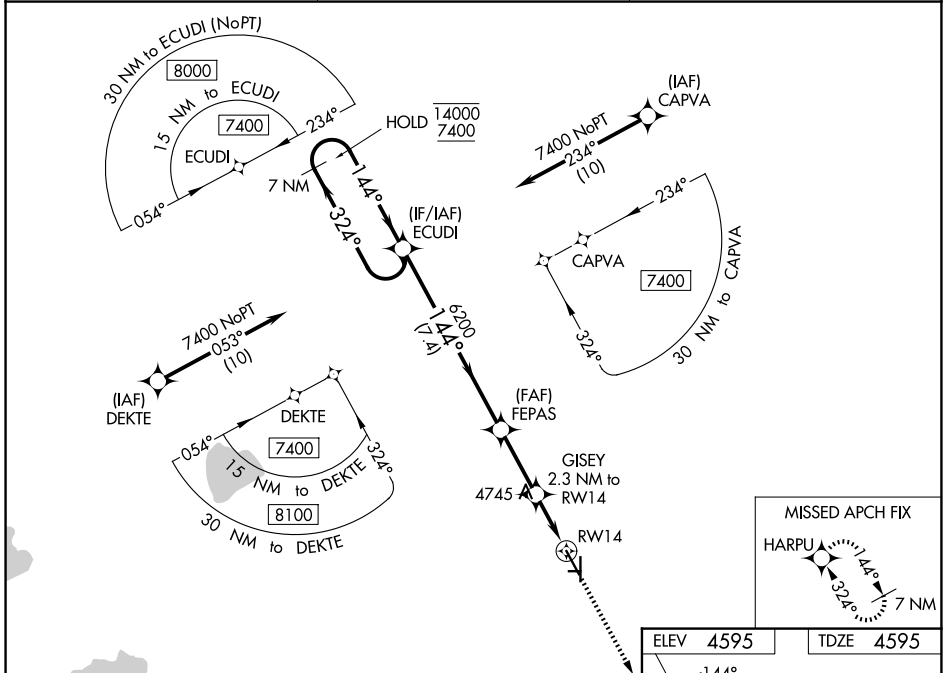 30 NM to ECUDI (NoPT)
8000
15 NM to ECUDI
7400
234°
ECUDI
054°
HOLD
14000
7400
7 NM
144°
324°
(IF/IAF)
ECUDI
(IAF)
CAPVA
7400 NoPT
234°
(10)
234°
CAPVA
7400
324°
30 NM to CAPVA
6200
144°
(7.4)
7400 NoPT
053°
(10)
(IAF)
DEKTE
054°
DEKTE
7400
324°
15 NM to DEKTE
8100
30 NM to DEKTE
(FAF)
FEPAS
GISEY
2.3 NM to
RW14
4745
RW14
MISSED APCH FIX
HARPU
144°
324°
7 NM
ELEV 4595
TDZE 4595
144°